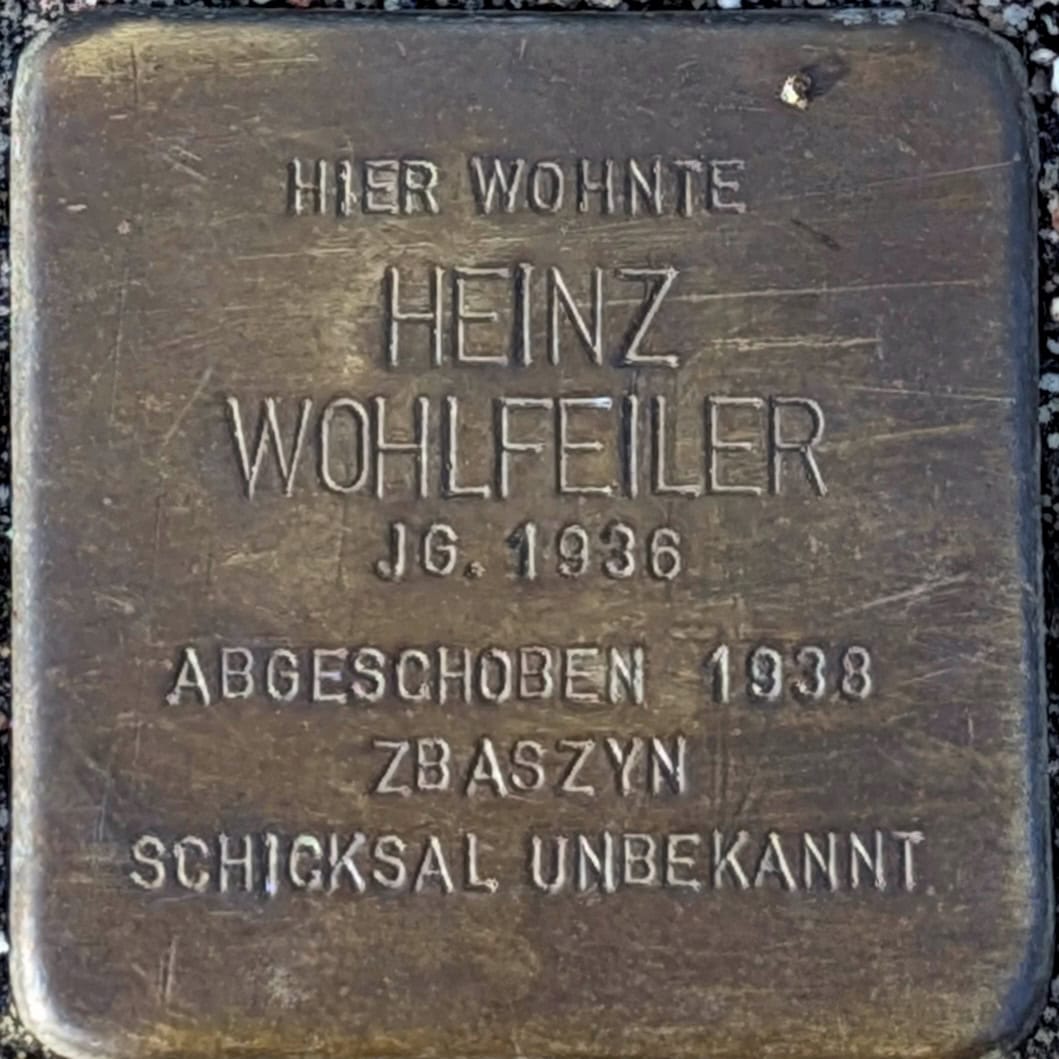 HIER WOHNTE
HEINZ
WOHLFEILER
JG. 1936
ABGESCHOBEN 1938
ZBASZYN
SCHICKSAL UNBEKANNT